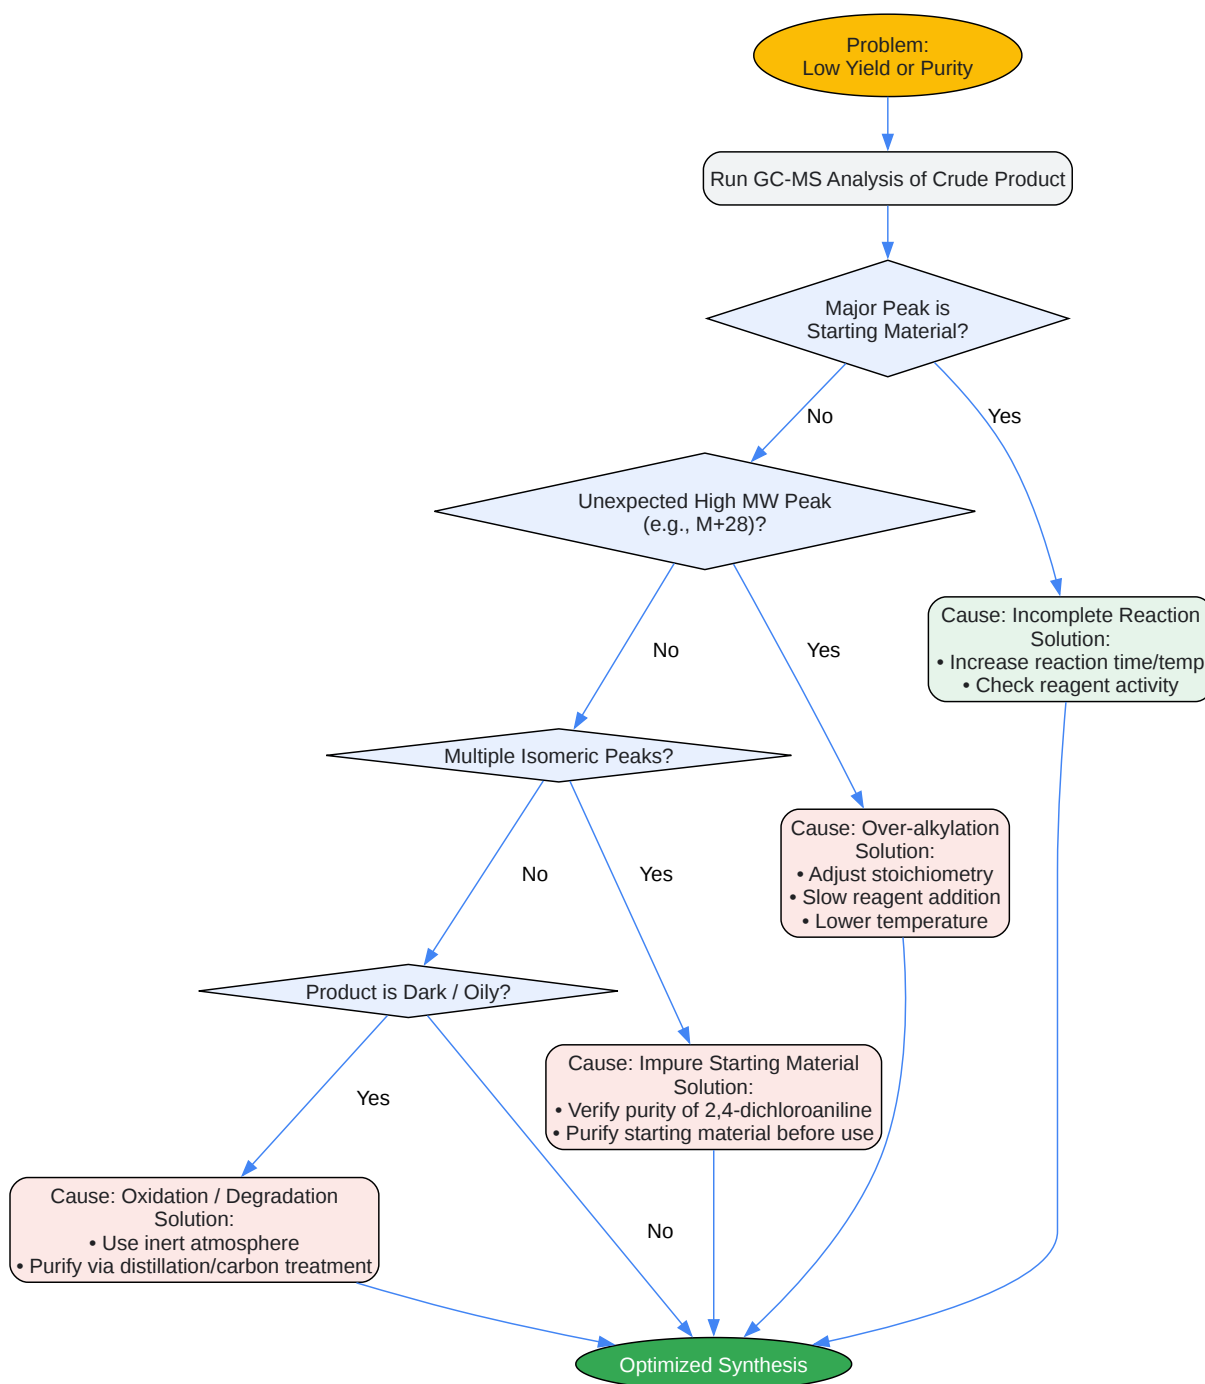 Problem:
Low Yield or Purity
Run GC-MS Analysis of Crude Product
Major Peak is
Starting Material?
No
Yes
Unexpected High MW Peak
(e.g., M+28)?
Cause: Incomplete Reaction
Solution:
• Increase reaction time/temp
• Check reagent activity
No
Yes
Multiple Isomeric Peaks?
Cause: Over-alkylation
Solution:
• Adjust stoichiometry
• Slow reagent addition
• Lower temperature
No
Yes
Product is Dark / Oily?
Cause: Impure Starting Material
Solution:
• Verify purity of 2,4-dichloroaniline
• Purify starting material before use
Yes
No
Cause: Oxidation / Degradation
Solution:
• Use inert atmosphere
• Purify via distillation/carbon treatment
Optimized Synthesis